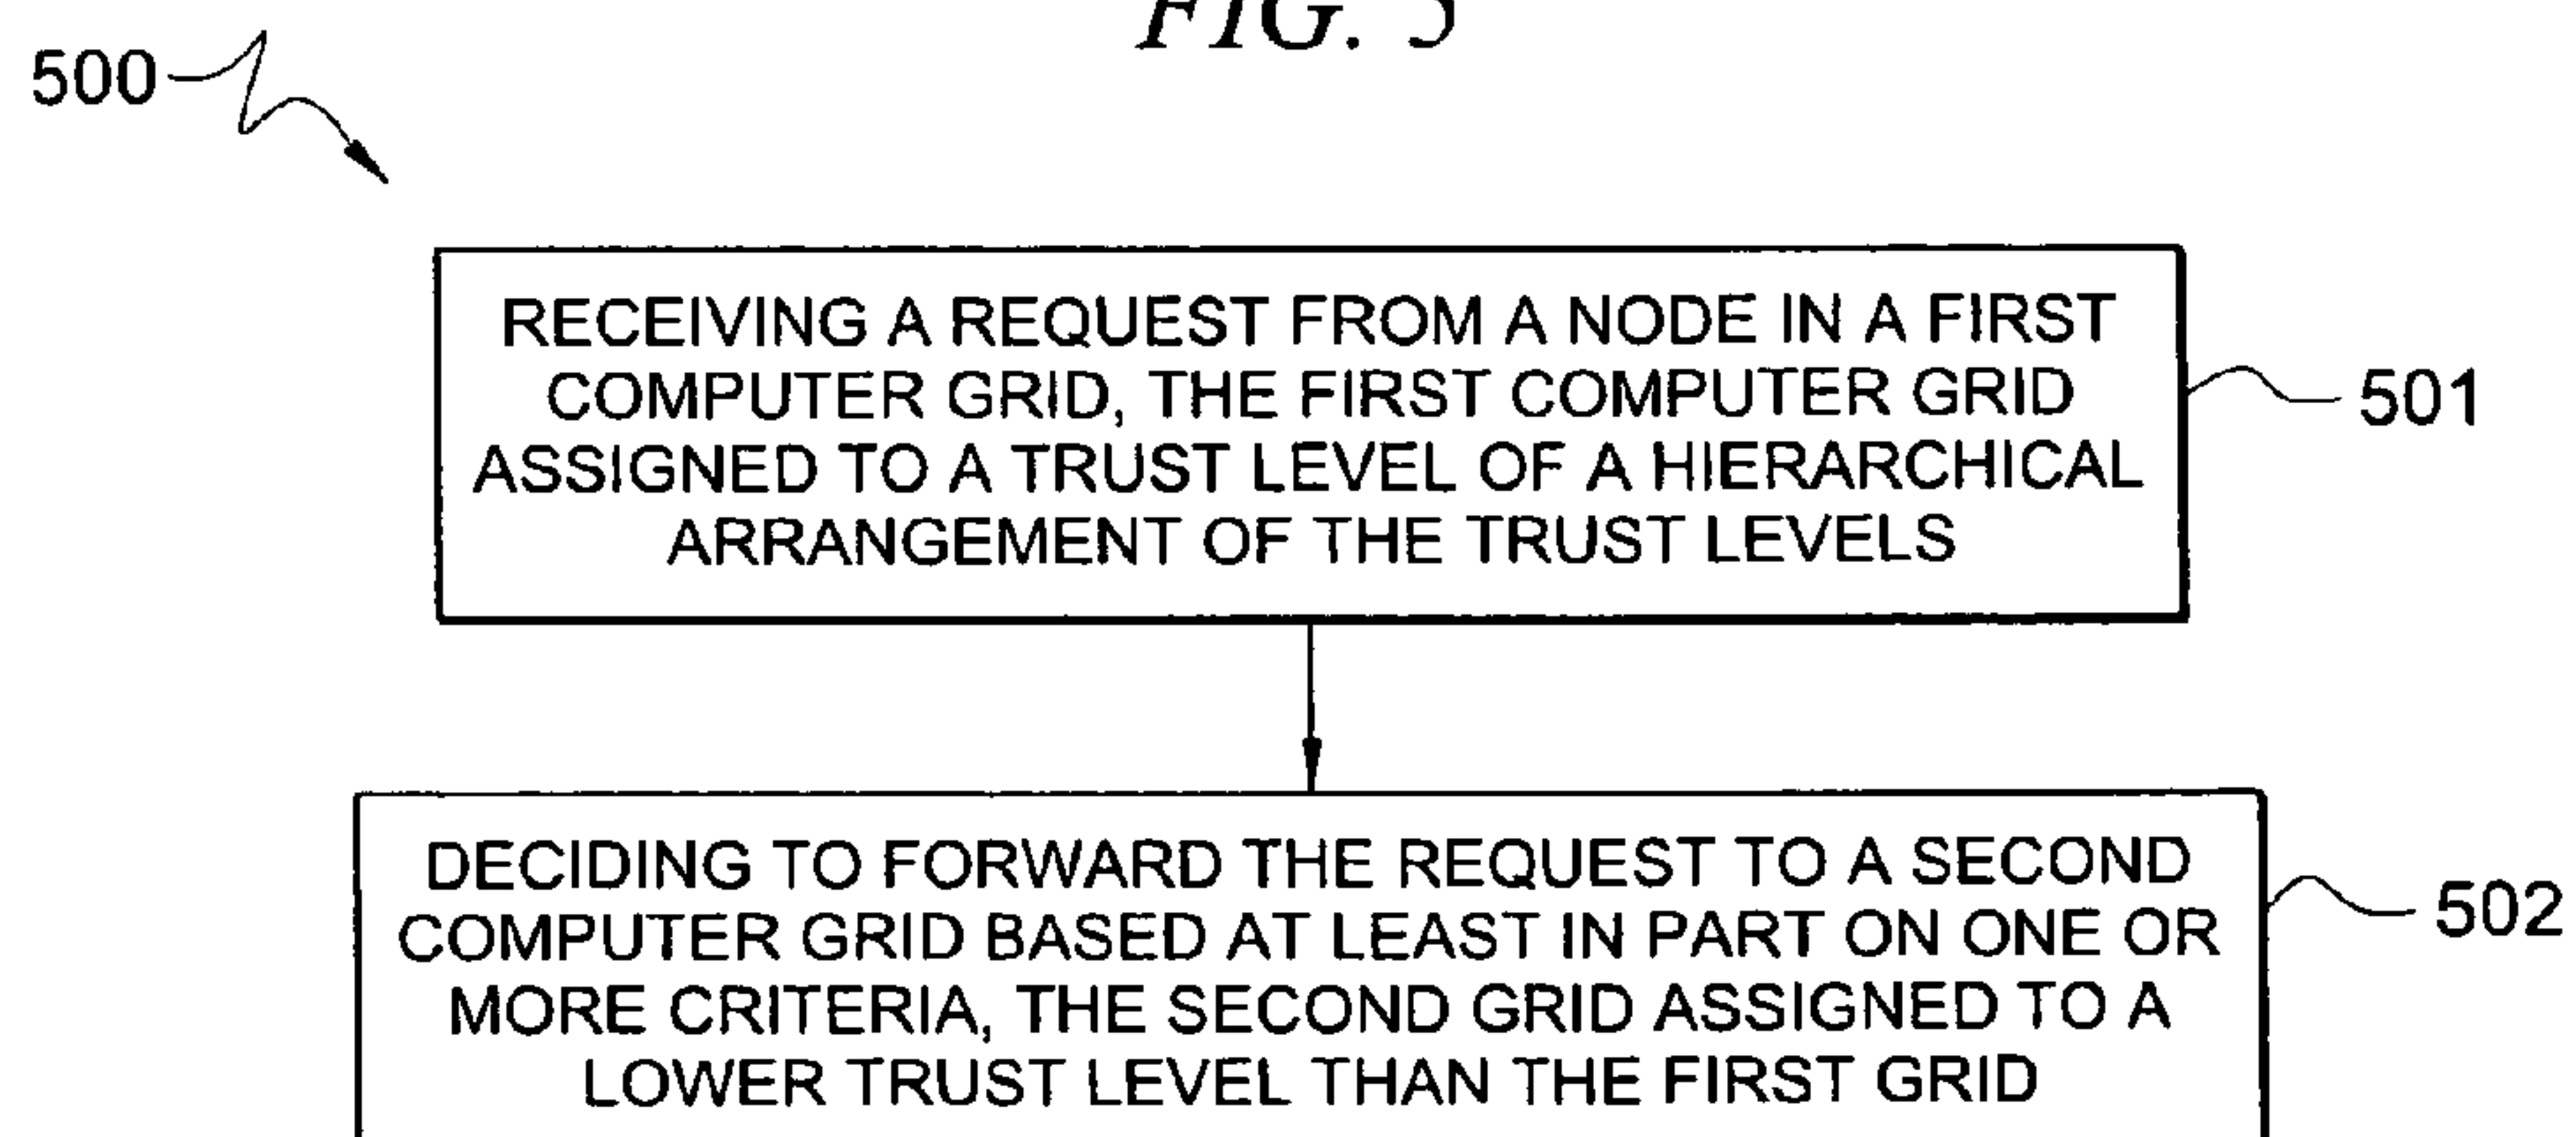 FIG. 5
500
RECEIVING A REQUEST FROM A NODE IN A FIRST
COMPUTER GRID, THE FIRST COMPUTER GRID
ASSIGNED TO A TRUST LEVEL OF A HIERARCHICAL
ARRANGEMENT OF THE TRUST LEVELS
501
DECIDING TO FORWARD THE REQUEST TO A SECOND
COMPUTER GRID BASED AT LEAST IN PART ON ONE OR
MORE CRITERIA, THE SECOND GRID ASSIGNED TO A
LOWER TRUST LEVEL THAN THE FIRST GRID
502